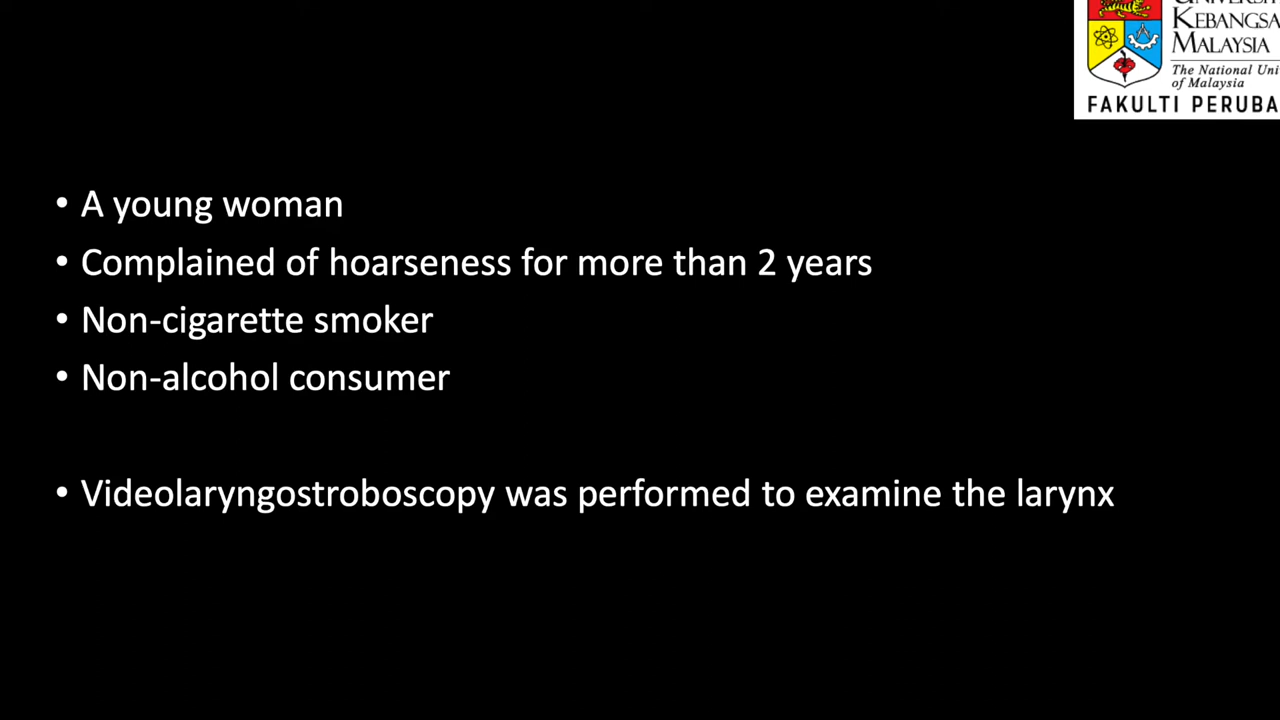 KEBANGSA
MALAYSIA
The National Uni
of Malaysia
FAKULTI PERUBA
• A young woman
• Complained of hoarseness for more than 2 years
• Non-cigarette smoker
• Non-alcohol consumer
• Videolaryngostroboscopy was performed to examine the larynx